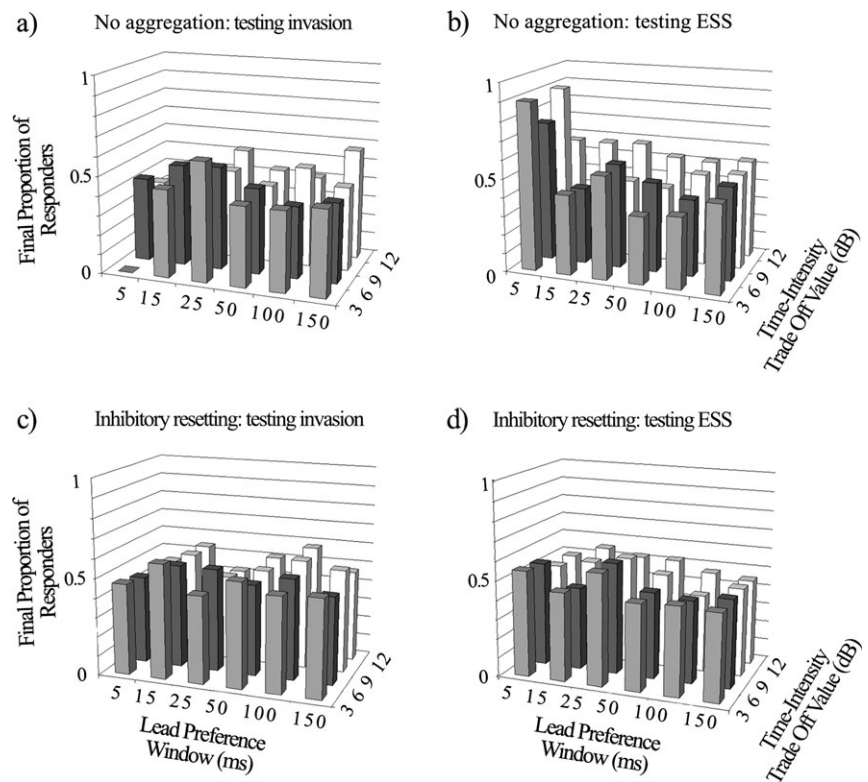 a) No aggregation: testing invasion
Final Proportion of
Responders
1
0.5
0
5 15 25 50 100 150
3 6 9 12
b) No aggregation: testing ESS
1
0.5
0
5 15 25 50 100 150
3 6 9 12
Time-Intensity
Trade Off Value (dB)
c) Inhibitory resetting: testing invasion
Final Proportion of
Responders
1
0.5
0
5 15 25 50 100 150
3 6 9 12
Lead Preference
Window (ms)
d) Inhibitory resetting: testing ESS
1
0.5
0
5 15 25 50 100 150
3 6 9 12
Lead Preference
Window (ms)
Time-Intensity
Trade Off Value (dB)